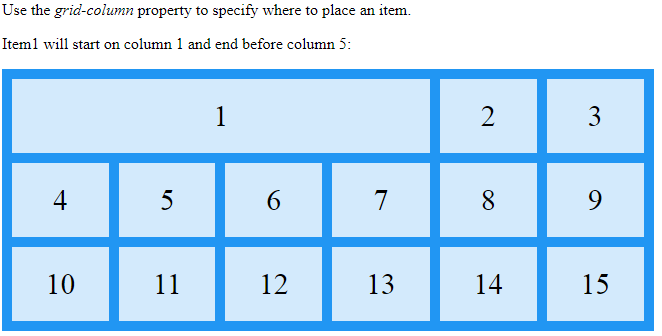 Use the grid-column property to specify where to place an item.
Item1 will start on column 1 and end before column 5:
1 2 3
4 5 6 7 8 9
10 11 12 13 14 15